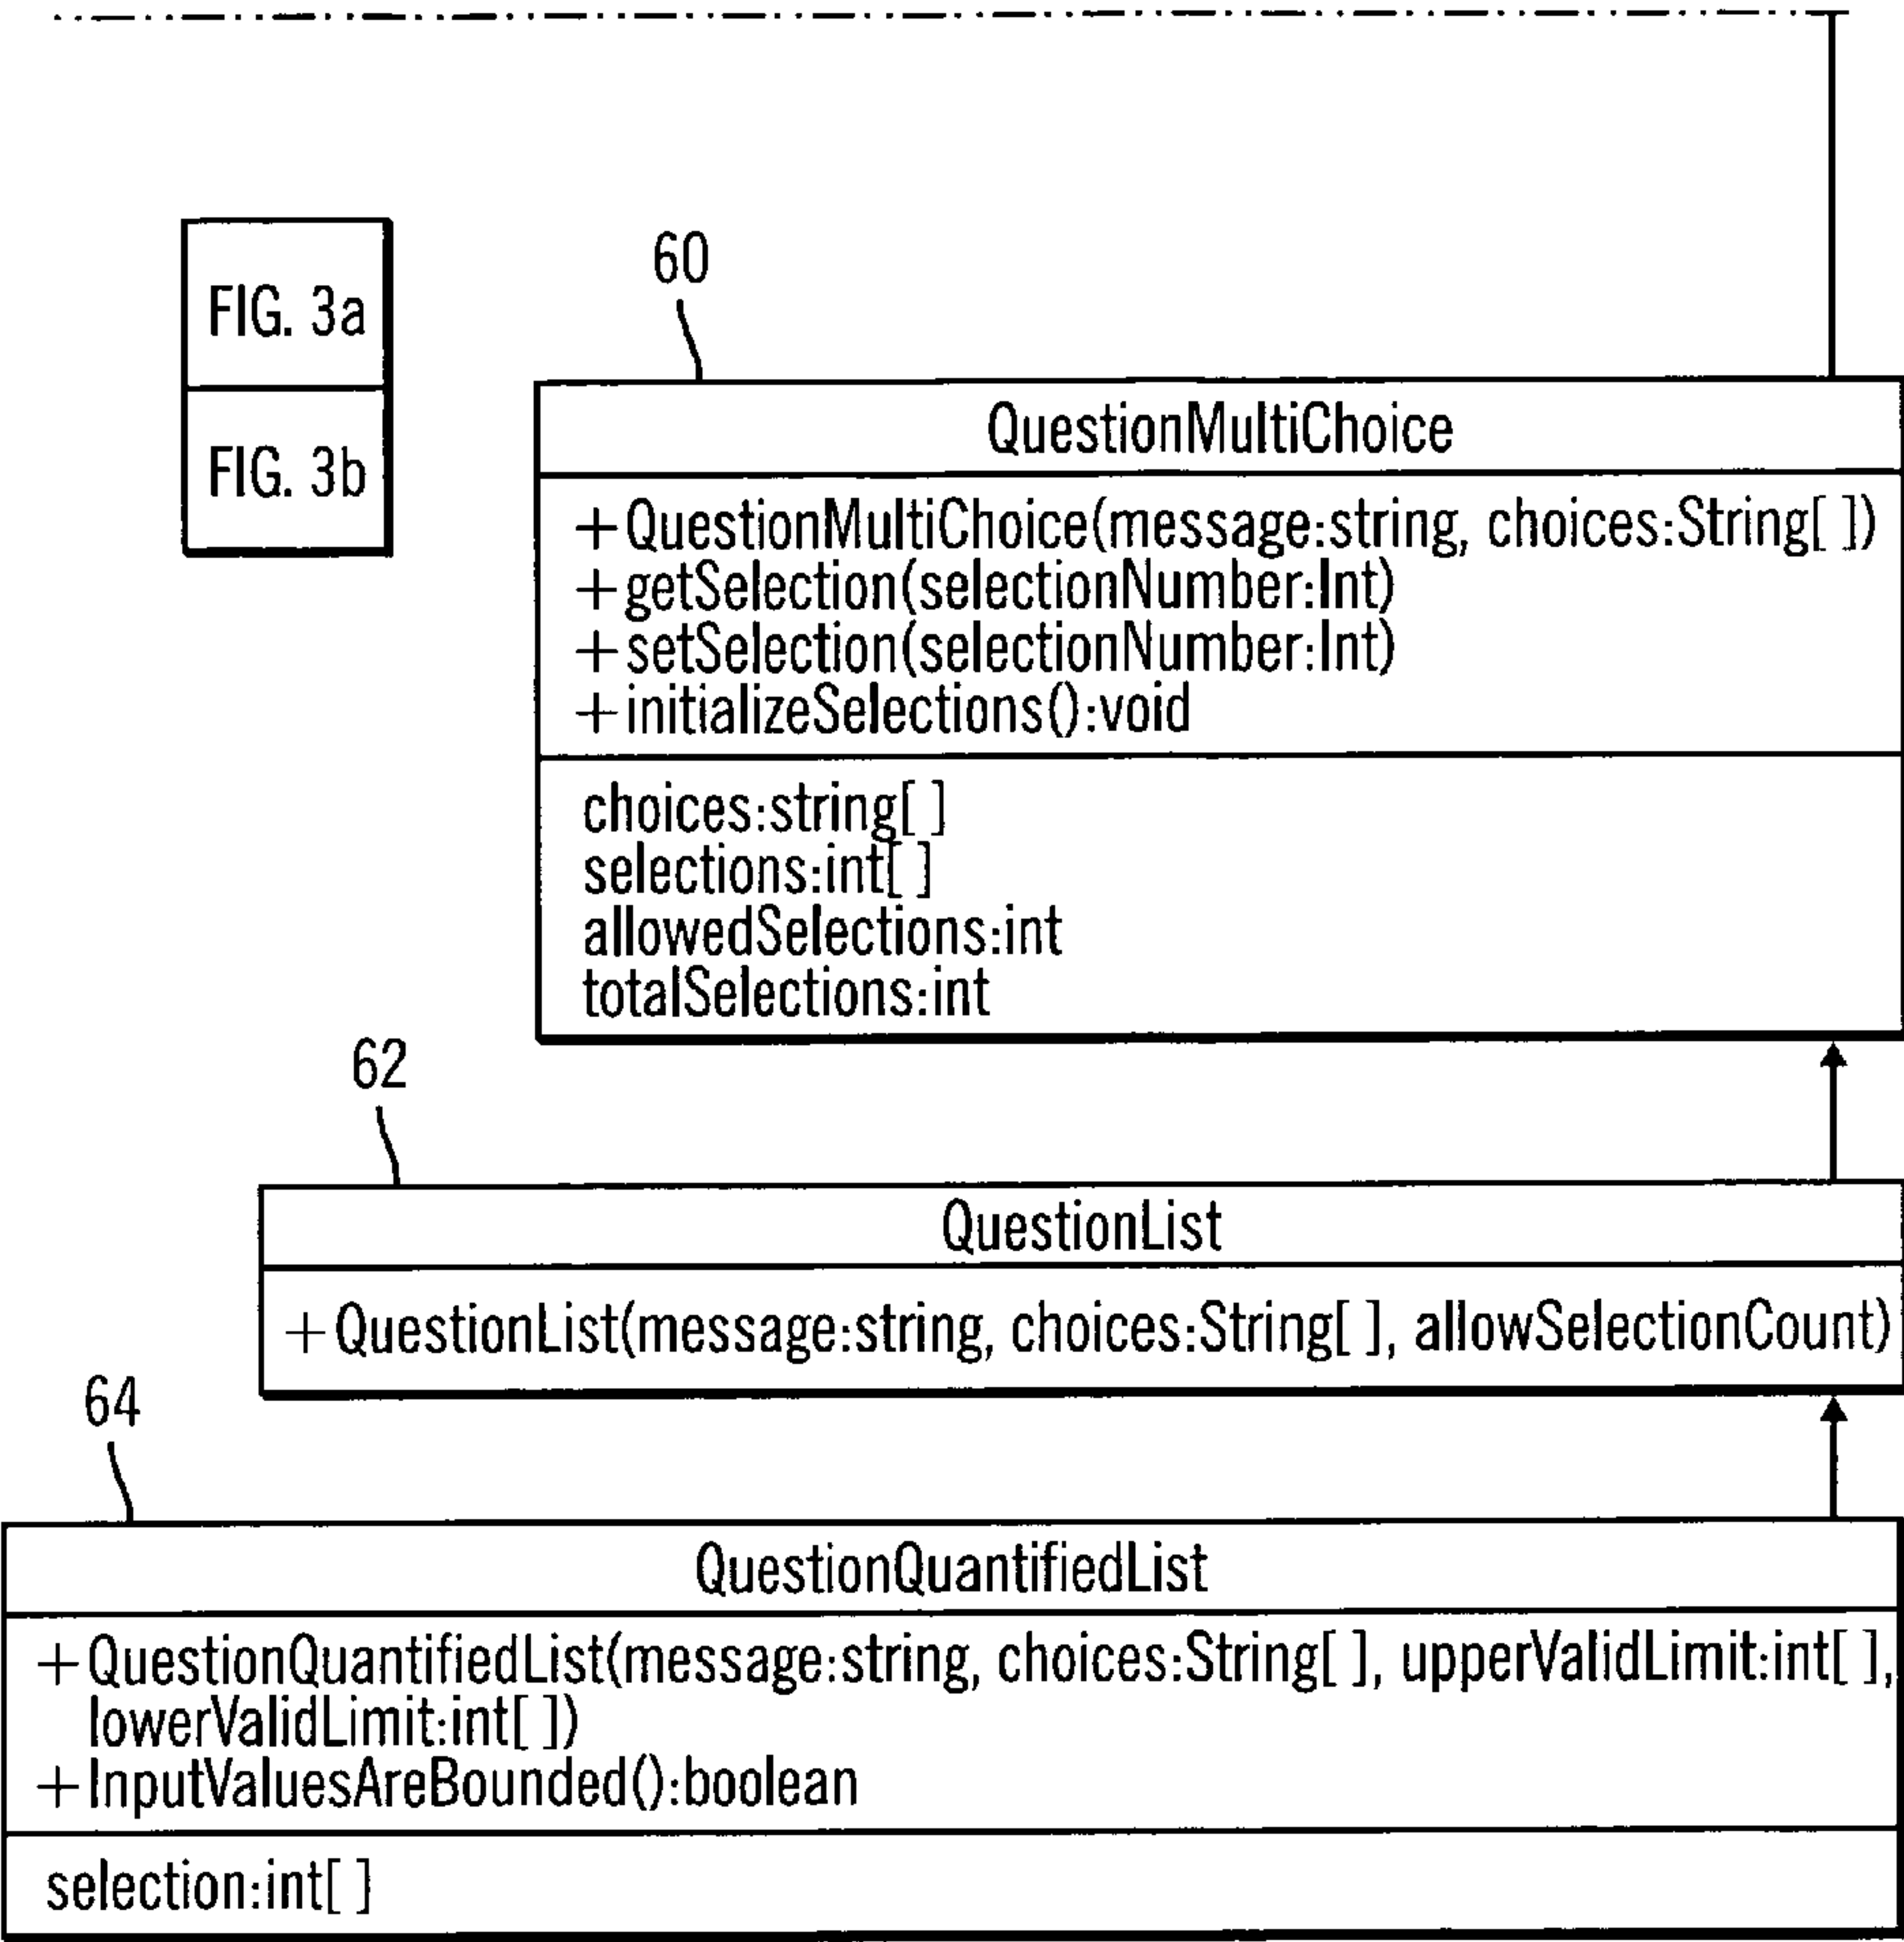 FIG. 3a
FIG. 3b
60
QuestionMultiChoice
+QuestionMultiChoice(message:string, choices:String[ ])
+getSelection(selectionNumber:Int)
+setSelection(selectionNumber:Int)
+initializeSelections():void
choices:string[ ]
selections:int[ ]
allowedSelections:int
totalSelections:int
62
QuestionList
+QuestionList(message:string, choices:String[ ], allowSelectionCount)
64
QuestionQuantifiedList
+QuestionQuantifiedList(message:string, choices:String[ ], upperValidLimit:int[ ],
lowerValidLimit:int[ ])
+InputValuesAreBounded():boolean
selection:int[ ]